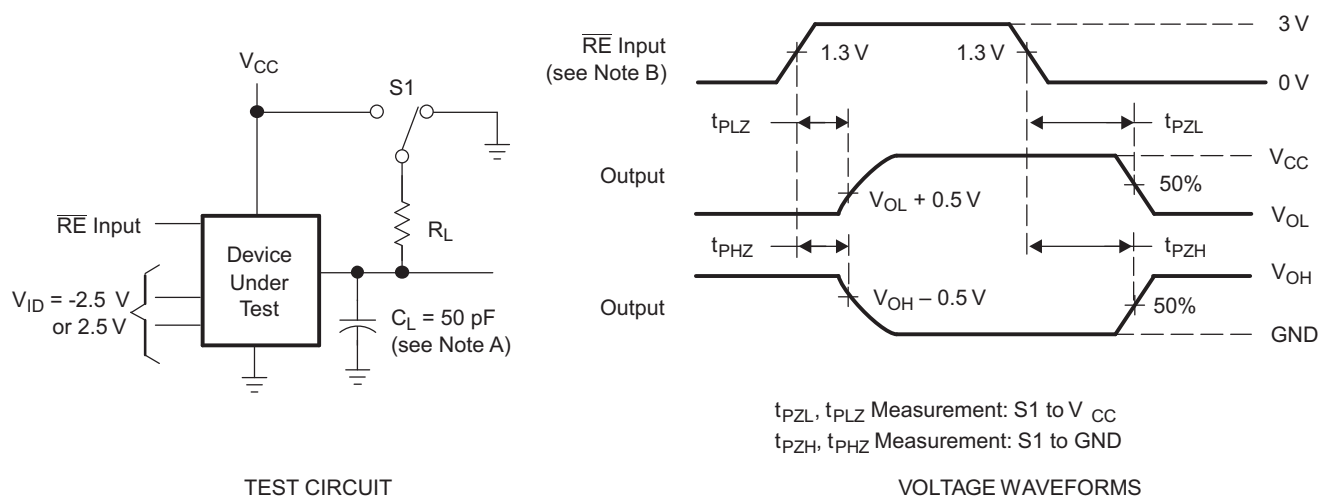 V_CC
S1
R̅E̅ Input
Device
Under
Test
V_ID = -2.5 V
or 2.5 V
R_L
C_L = 50 pF
(see Note A)
TEST CIRCUIT
R̅E̅ Input
(see Note B)
1.3 V
1.3 V
3 V
0 V
t_PLZ
t_PZL
Output
V_CC
50%
V_OL + 0.5 V
V_OL
t_PHZ
t_PZH
V_OH
Output
V_OH – 0.5 V
50%
GND
t_PZL, t_PLZ Measurement: S1 to V_CC
t_PZH, t_PHZ Measurement: S1 to GND
VOLTAGE WAVEFORMS